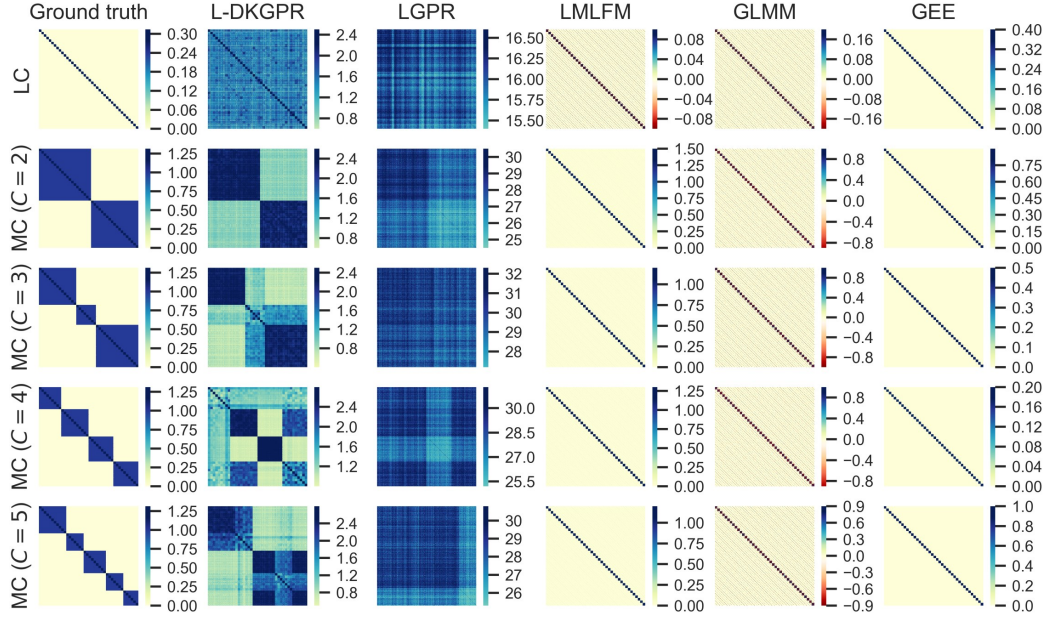 Ground truth L-DKGPR LGPR LMLFM GLMM GEE
LC
0.30 0.24 0.18 0.12 0.06 0.00
2.4 2.0 1.6 1.2 0.8
16.50 16.25 16.00 15.75 15.50
0.08 0.04 0.00 −0.04 −0.08
0.16 0.08 0.00 −0.08 −0.16
0.40 0.32 0.24 0.16 0.08 0.00
MC (C = 2)
1.25 1.00 0.75 0.50 0.25 0.00
2.4 2.0 1.6 1.2 0.8
30 29 28 27 26 25
1.50 1.25 1.00 0.75 0.50 0.25 0.00
0.8 0.4 0.0 −0.4 −0.8
0.75 0.60 0.45 0.30 0.15 0.00
MC (C = 3)
1.25 1.00 0.75 0.50 0.25 0.00
2.4 2.0 1.6 1.2 0.8
32 31 30 29 28
1.00 0.75 0.50 0.25 0.00
0.8 0.4 0.0 −0.4 −0.8
0.5 0.4 0.3 0.2 0.1 0.0
MC (C = 4)
1.25 1.00 0.75 0.50 0.25 0.00
2.4 2.0 1.6 1.2
30.0 28.5 27.0 25.5
1.25 1.00 0.75 0.50 0.25 0.00
0.8 0.4 0.0 −0.4 −0.8
0.20 0.16 0.12 0.08 0.04 0.00
MC (C = 5)
1.25 1.00 0.75 0.50 0.25 0.00
2.4 2.0 1.6 1.2 0.8
30 29 28 27 26
1.00 0.75 0.50 0.25 0.00
0.9 0.6 0.3 0.0 −0.3 −0.6 −0.9
1.0 0.8 0.6 0.4 0.2 0.0